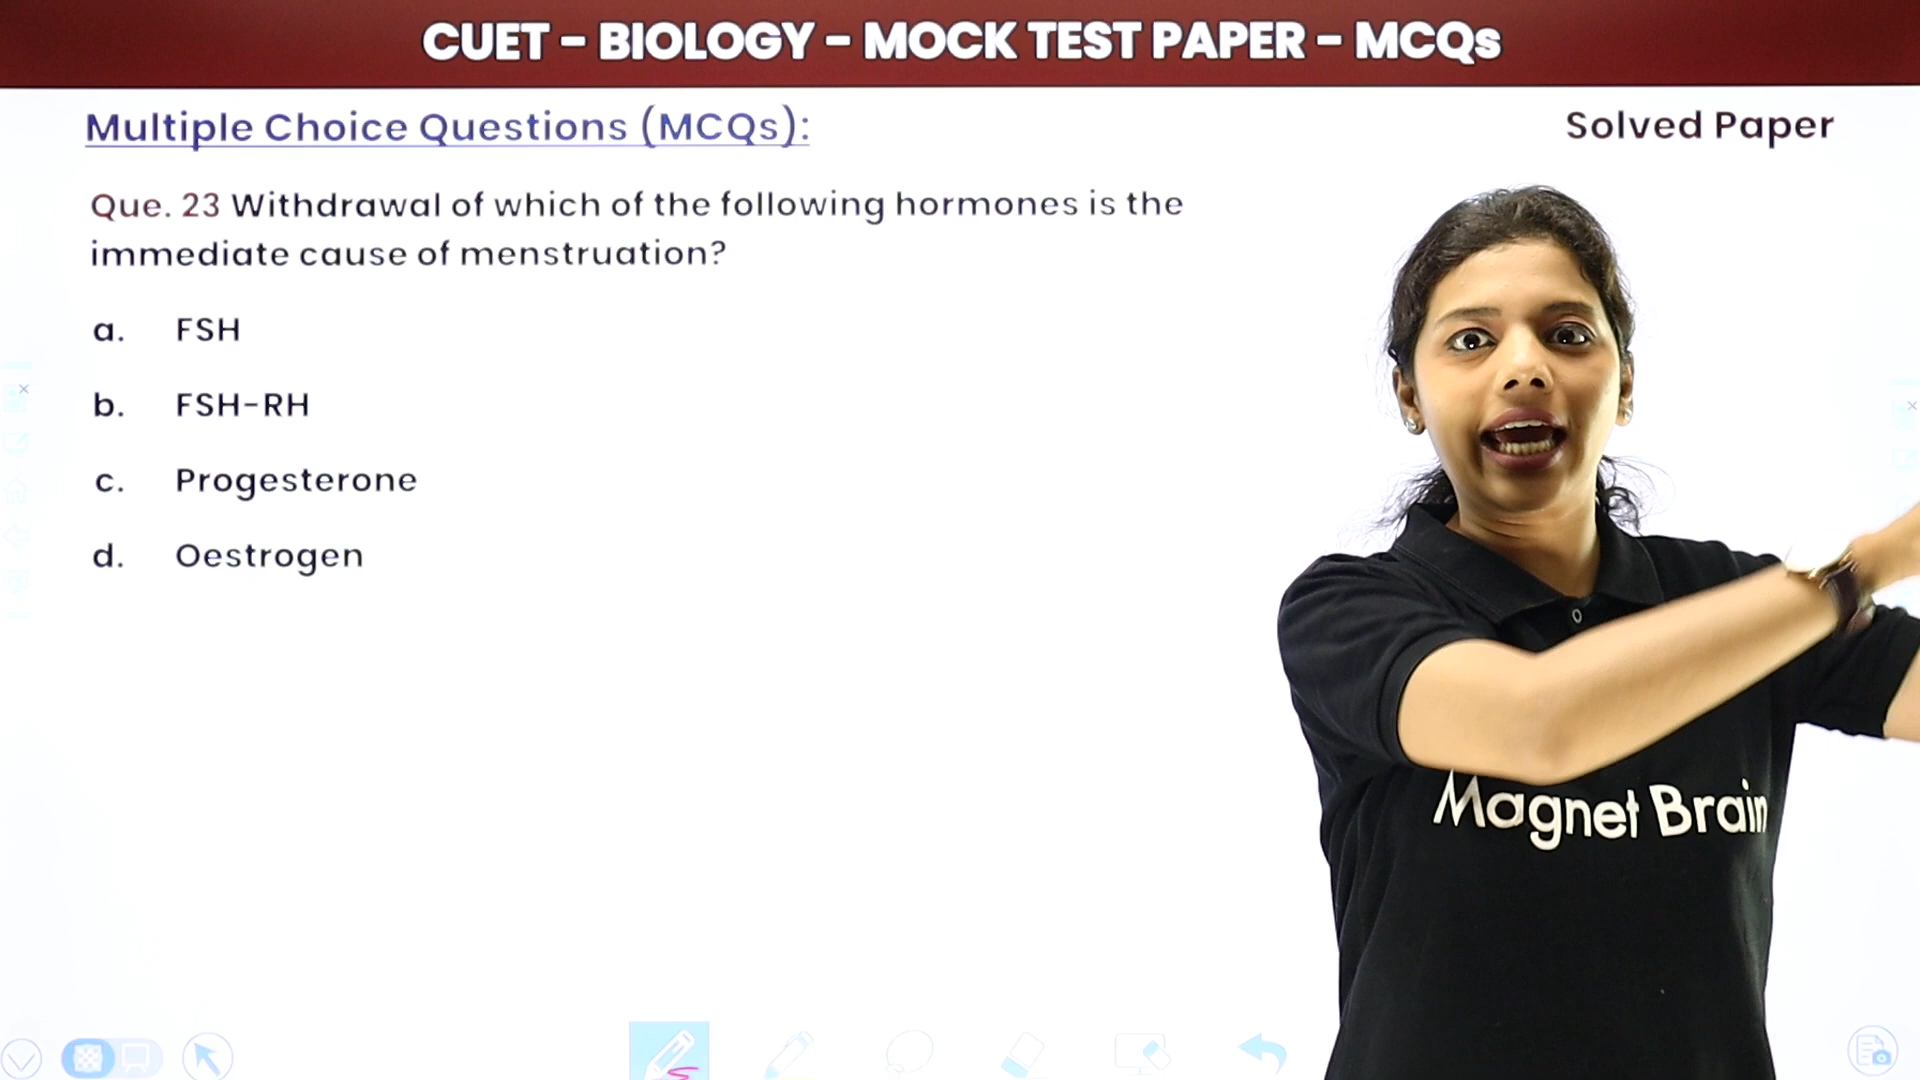 CUET - BIOLOGY - MOCK TEST PAPER - MCQs
Multiple Choice Questions (MCQs):
Solved Paper
Que. 23 Withdrawal of which of the following hormones is the
immediate cause of menstruation?
a. FSH
b. FSH-RH
c. Progesterone
d. Oestrogen
Magnet Brain